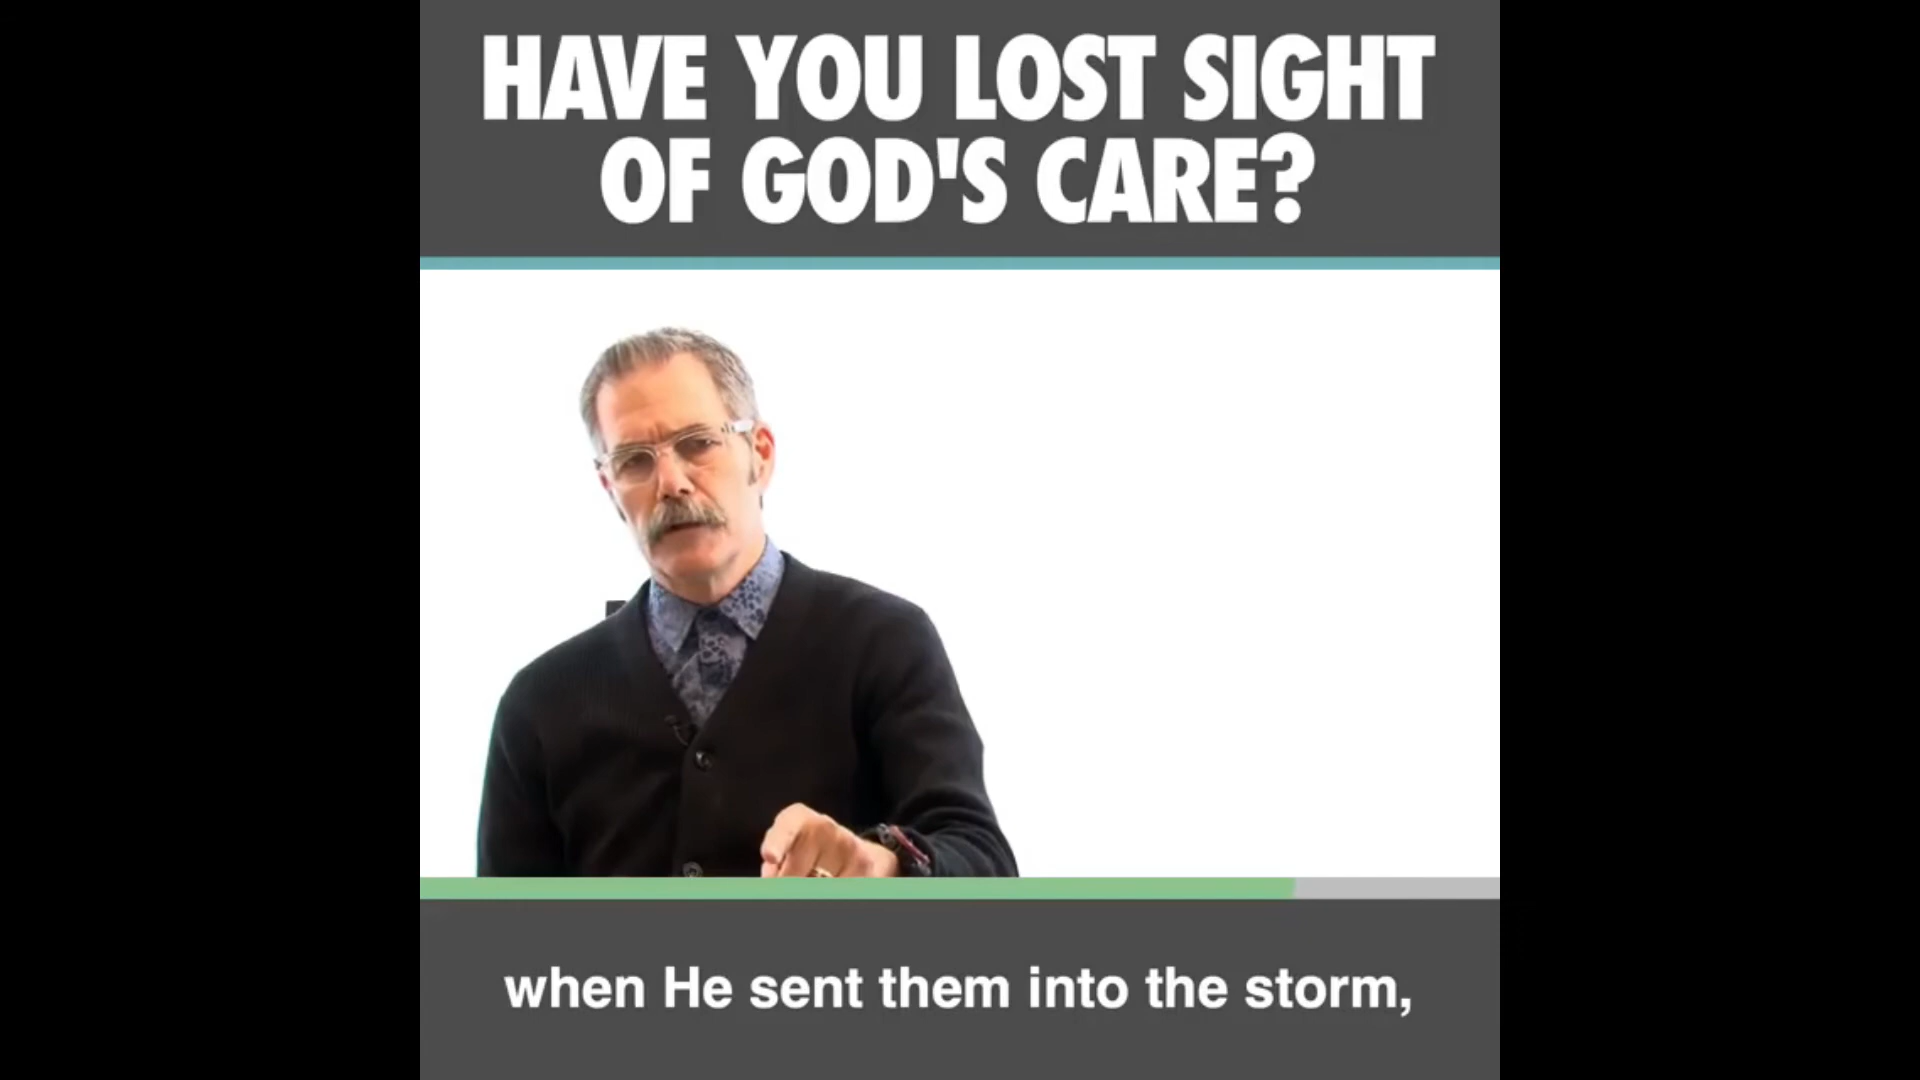 HAVE YOU LOST SIGHT
OF GOD'S CARE?
when He sent them into the storm,